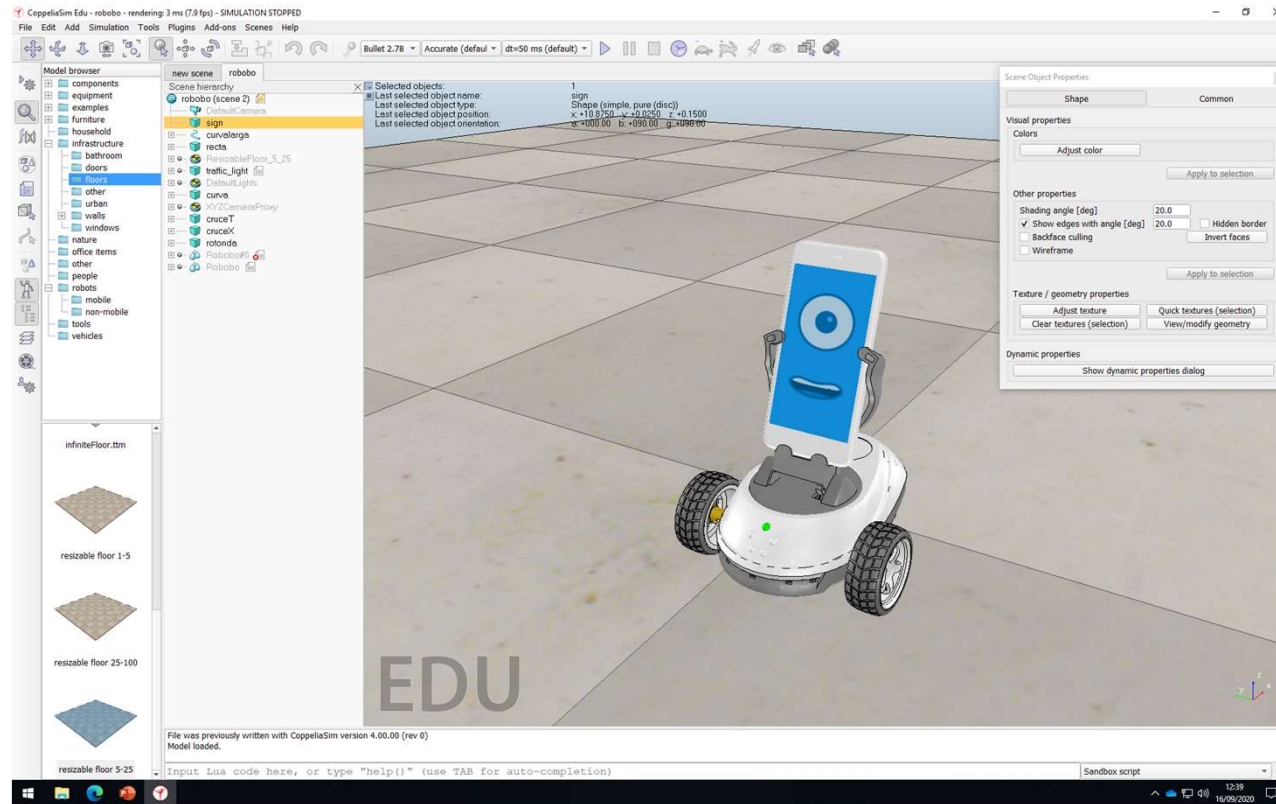 CoppeliaSim Edu - robobo - rendering: 3 ms (7.9 fps) - SIMULATION STOPPED
File Edit Add Simulation Tools Plugins Add-ons Scenes Help
Bullet 2.78 Accurate (defaul dt=50 ms (default)
Model browser
components
equipment
examples
furniture
household
infrastructure
bathroom
doors
floors
other
urban
walls
windows
nature
office items
other
people
robots
mobile
non-mobile
tools
vehicles
infiniteFloor.ttm
resizable floor 1-5
resizable floor 25-100
resizable floor 5-25
new scene robobo
Scene hierarchy
robobo (scene 2)
DefaultCamera
sign
curvalarga
recta
ResizableFloor_5_25
traffic_light
DefaultLights
curva
XYZCameraProxy
cruceT
cruceX
rotonda
Robobo#0
Robobo
Selected objects: 1
Last selected object name: sign
Last selected object type: Shape (simple, pure (disc))
Last selected object position: x: +10.8750 y: +0.0250 z: +0.1500
Last selected object orientation: a: +000.00 b: +090.00 g: +090.00
EDU
z
y
x
Scene Object Properties
Shape Common
Visual properties
Colors
Adjust color
Apply to selection
Other properties
Shading angle [deg] 20.0
Show edges with angle [deg] 20.0 Hidden border
Backface culling Invert faces
Wireframe
Apply to selection
Texture / geometry properties
Adjust texture Quick textures (selection)
Clear textures (selection) View/modify geometry
Dynamic properties
Show dynamic properties dialog
File was previously written with CoppeliaSim version 4.00.00 (rev 0)
Model loaded.
Input Lua code here, or type "help()" (use TAB for auto-completion) Sandbox script
12:39
16/09/2020